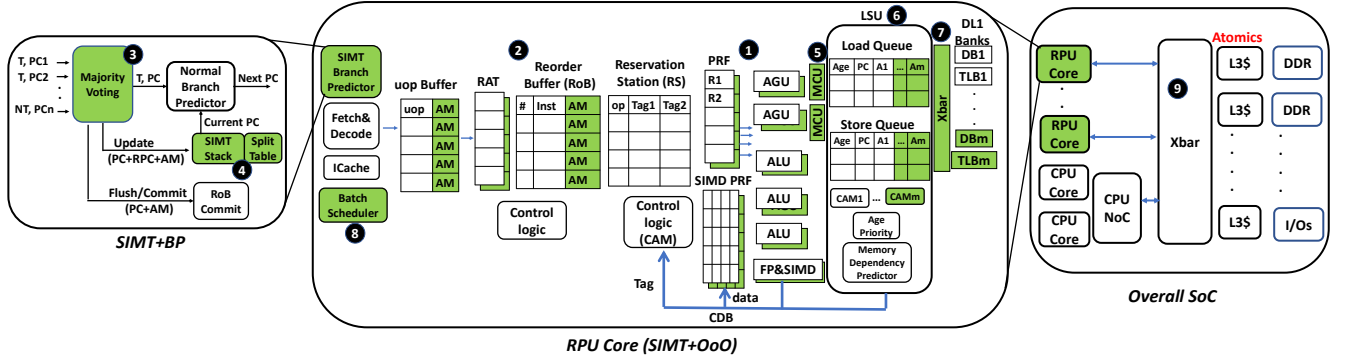 T, PC1
T, PC2
NT, PCn
Majority
Voting
3
T, PC
Normal
Branch
Predictor
Next PC
Current PC
Update
(PC+RPC+AM)
SIMT
Stack
Split
Table
4
Flush/Commit
(PC+AM)
RoB
Commit
SIMT+BP
SIMT
Branch
Predictor
Fetch&
Decode
ICache
Batch
Scheduler
8
uop Buffer
uop
AM
AM
AM
AM
AM
RAT
2
Reorder
Buffer (RoB)
# Inst AM
AM
AM
AM
AM
Control
logic
Reservation
Station (RS)
op Tag1 Tag2
Control
logic
(CAM)
1
PRF
R1
R2
SIMD PRF
AGU
AGU
ALU
ALU
ALU
FP&SIMD
5
MCU
MCU
LSU
6
Load Queue
Age PC A1 ... Am
Store Queue
Age PC A1 ... Am
CAM1 ... CAMm
Age
Priority
Memory
Dependency
Predictor
7
Xbar
DL1
Banks
DB1
TLB1
DBm
TLBm
Tag
data
CDB
RPU Core (SIMT+OoO)
RPU
Core
RPU
Core
CPU
Core
CPU
Core
CPU
NoC
9
Xbar
Atomics
L3$
L3$
L3$
DDR
DDR
I/Os
Overall SoC